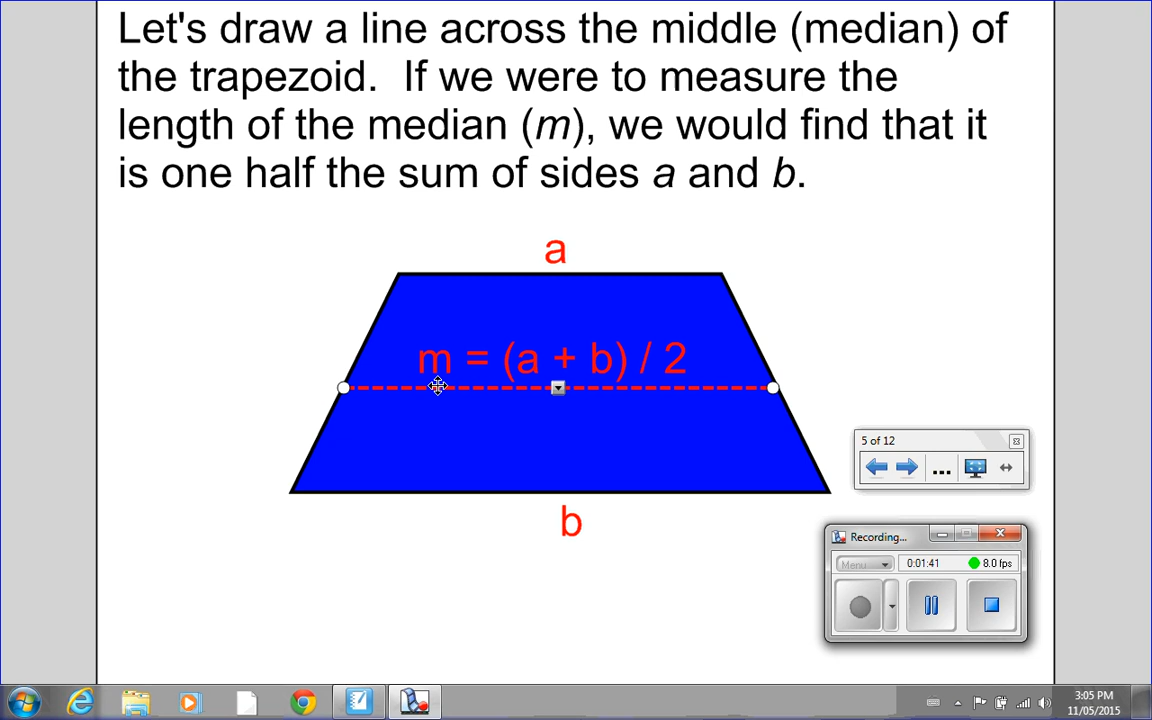 Let's draw a line across the middle (median) of
the trapezoid.  If we were to measure the
length of the median (m), we would find that it
is one half the sum of sides a and b.
a
m = (a + b) / 2
b
5 of 12
...
Recording...
Menu
0:01:41
8.0 fps
3:05 PM
11/05/2015